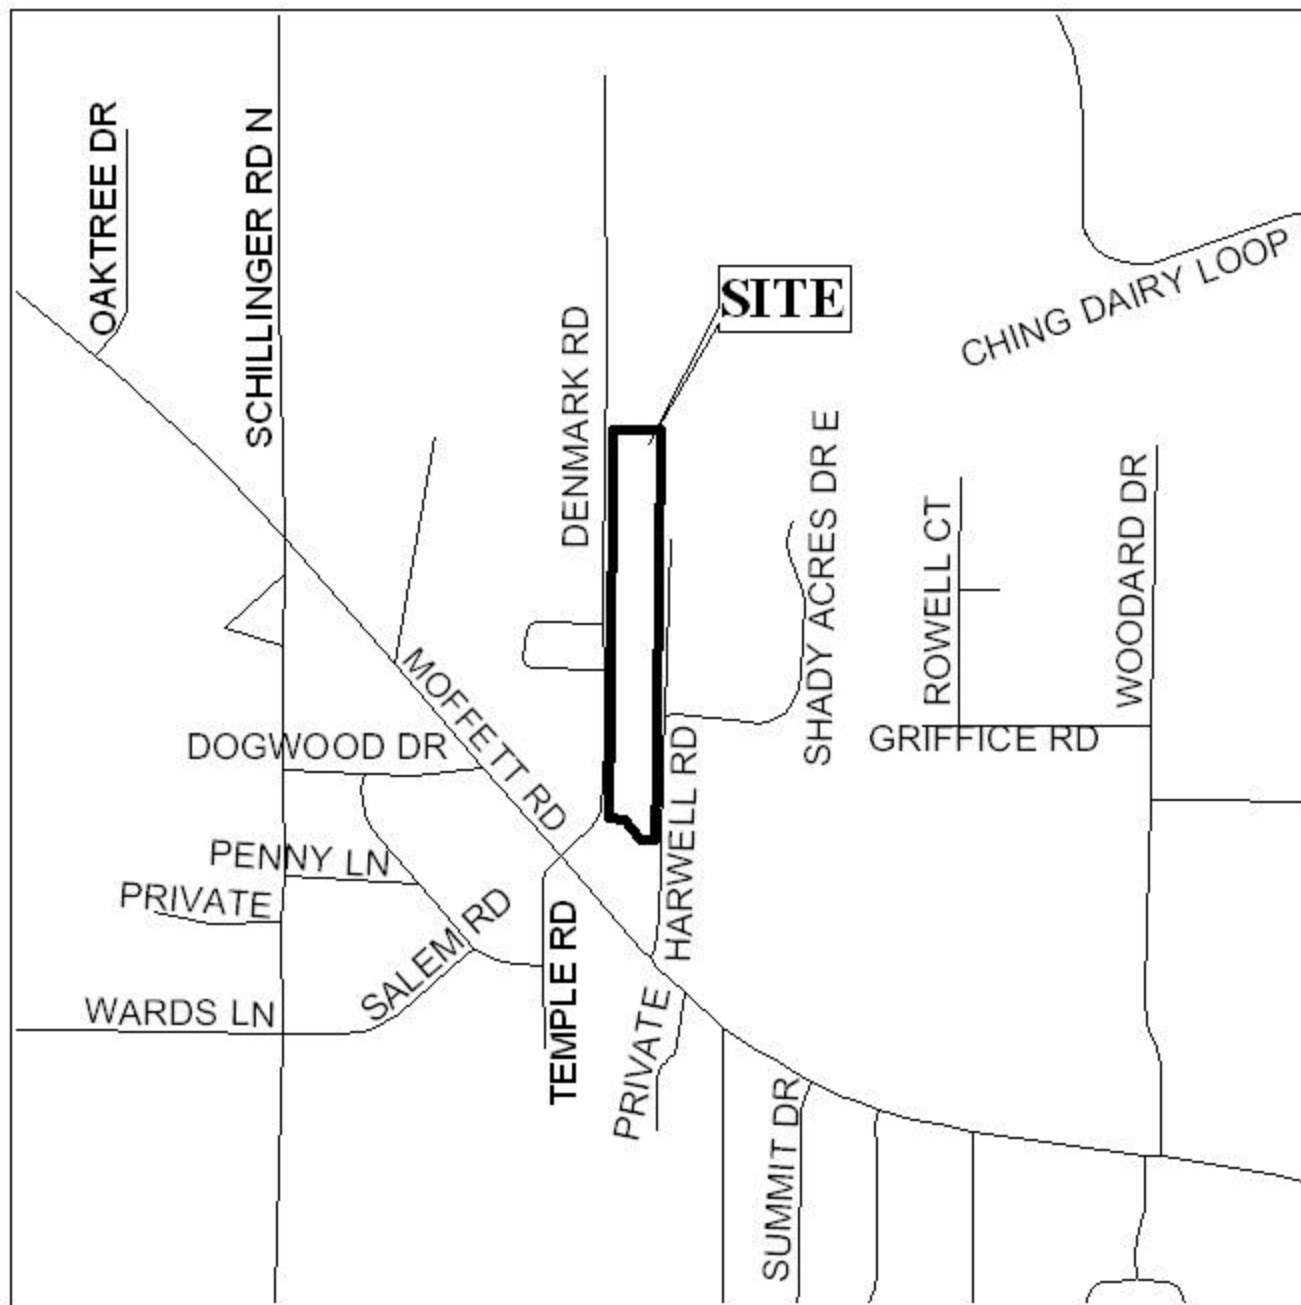 OAKTREE DR
SCHILLINGER RD N
DENMARK RD
SITE
CHING DAIRY LOOP
SHADY ACRES DR E
ROWELL CT
WOODARD DR
GRIFFICE RD
MOFFETT RD
DOGWOOD DR
HARWELL RD
PENNY LN
PRIVATE
SALEM RD
TEMPLE RD
WARDS LN
PRIVATE
SUMMIT DR